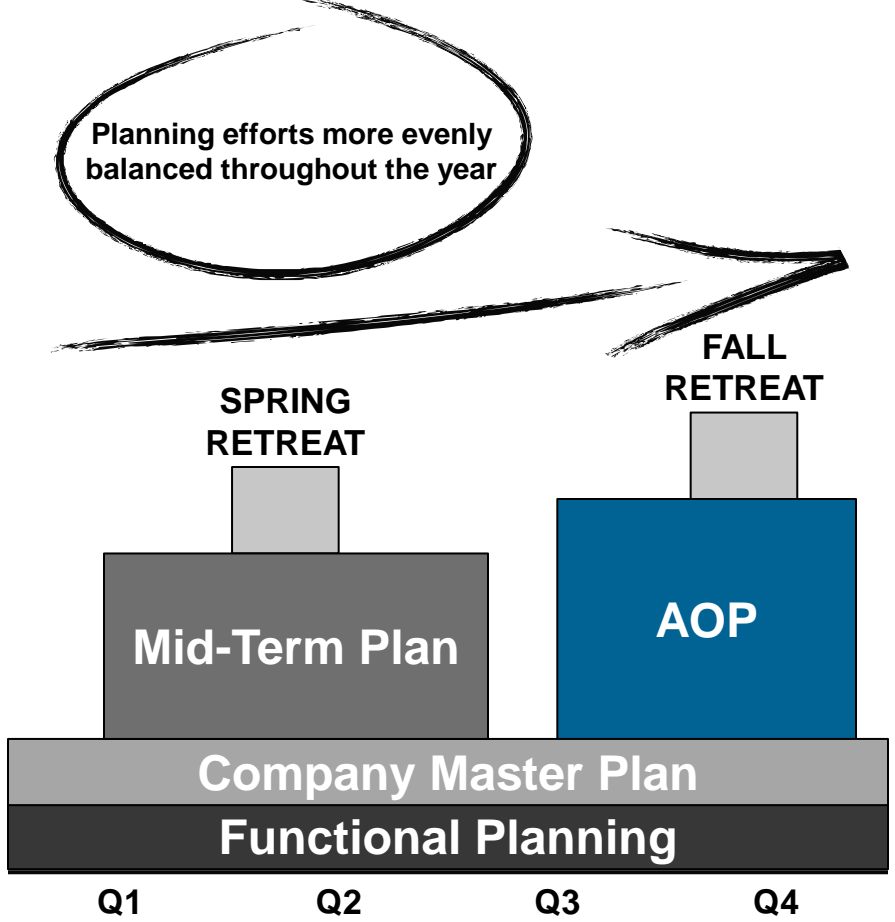 Planning efforts more evenly
balanced throughout the year
FALL
RETREAT
SPRING
RETREAT
AOP
Mid-Term Plan
Company Master Plan
Functional Planning
Q1 Q2 Q3 Q4